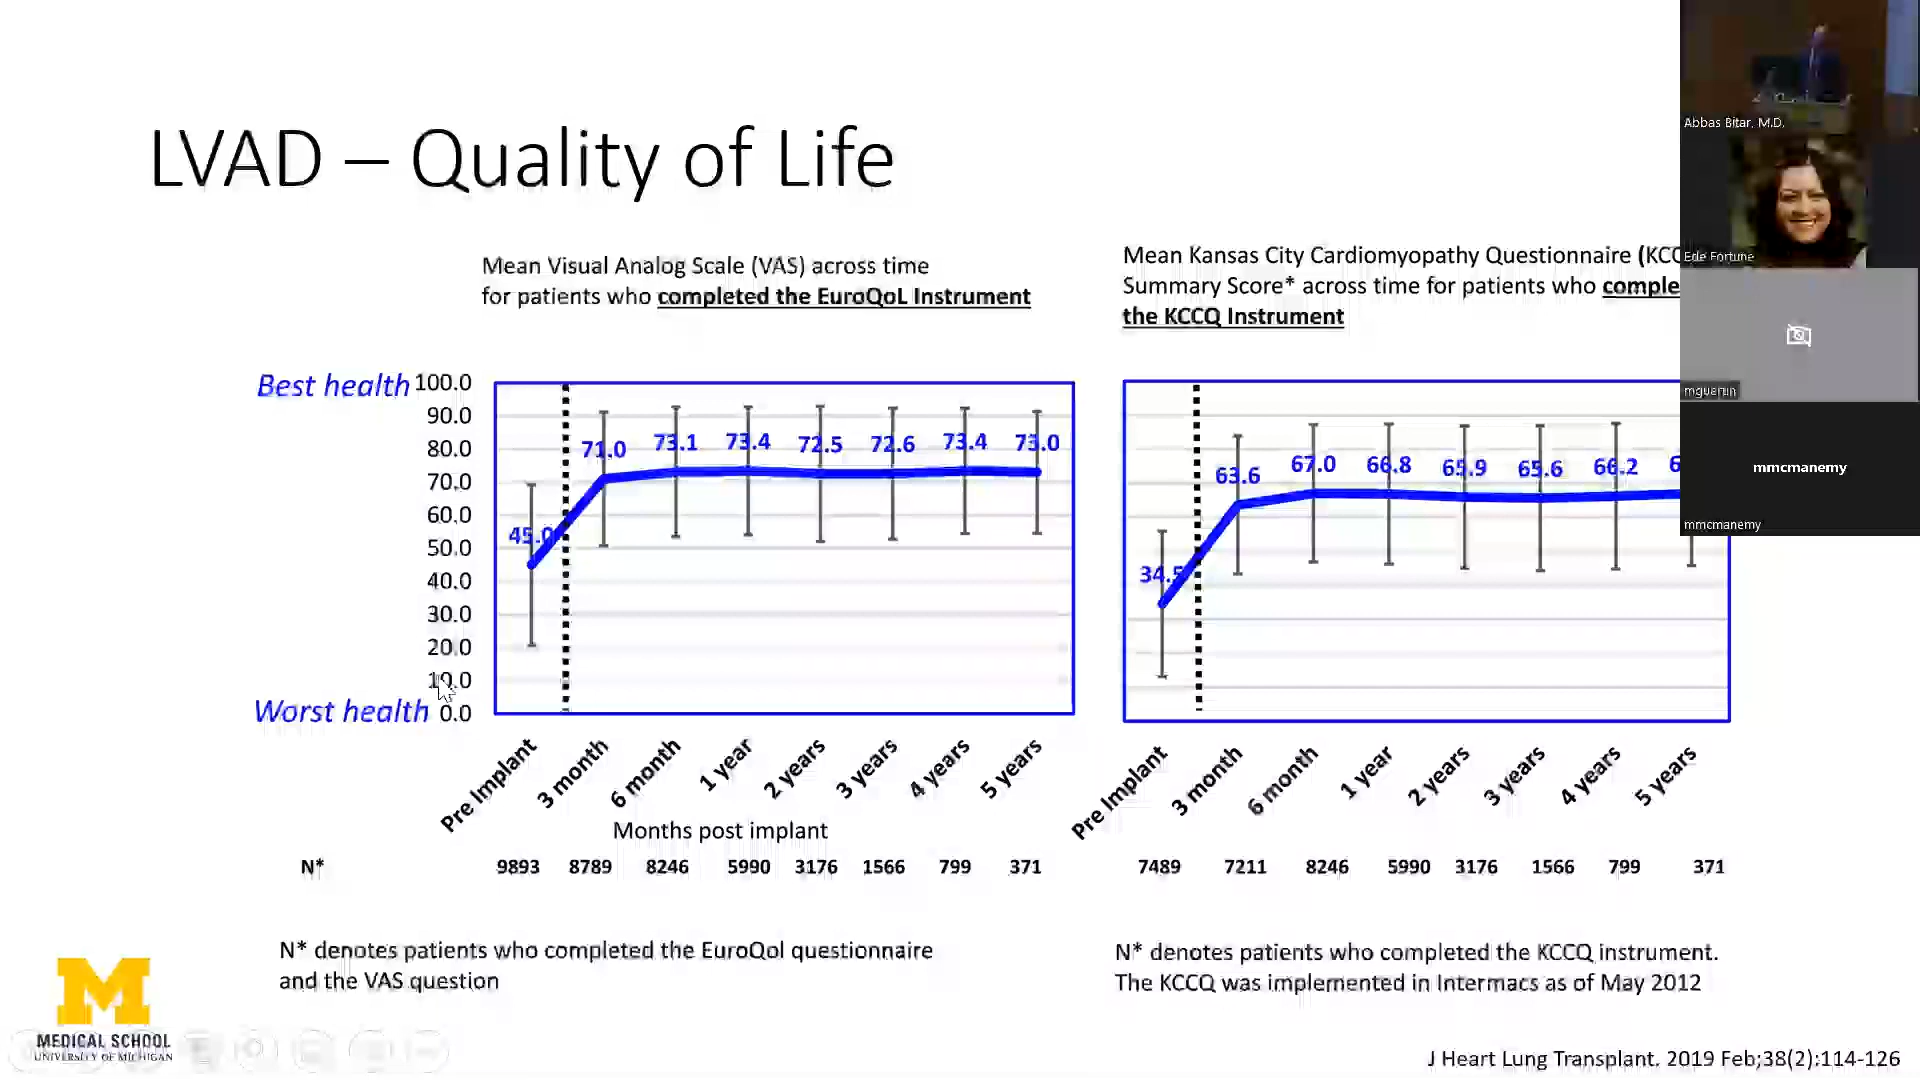 LVAD – Quality of Life
Mean Visual Analog Scale (VAS) across time
for patients who completed the EuroQoL Instrument
Best health
100.0
90.0
80.0
70.0
60.0
50.0
40.0
30.0
20.0
10.0
0.0
Worst health
45.0
71.0
73.1
73.4
72.5
72.6
73.4
73.0
Pre Implant
3 month
6 month
1 year
2 years
3 years
4 years
5 years
Months post implant
N*
9893 8789 8246 5990 3176 1566 799 371
N* denotes patients who completed the EuroQol questionnaire
and the VAS question
Mean Kansas City Cardiomyopathy Questionnaire (KCC
Summary Score* across time for patients who comple
the KCCQ Instrument
34.5
63.6
67.0
66.8
65.9
65.6
66.2
6
Pre Implant
3 month
6 month
1 year
2 years
3 years
4 years
5 years
7489 7211 8246 5990 3176 1566 799 371
N* denotes patients who completed the KCCQ instrument.
The KCCQ was implemented in Intermacs as of May 2012
M
MEDICAL SCHOOL
UNIVERSITY OF MICHIGAN
J Heart Lung Transplant. 2019 Feb;38(2):114-126
Abbas Bitar, M.D.
Ede Fortune
mguerun
mmcmanemy
mmcmanemy